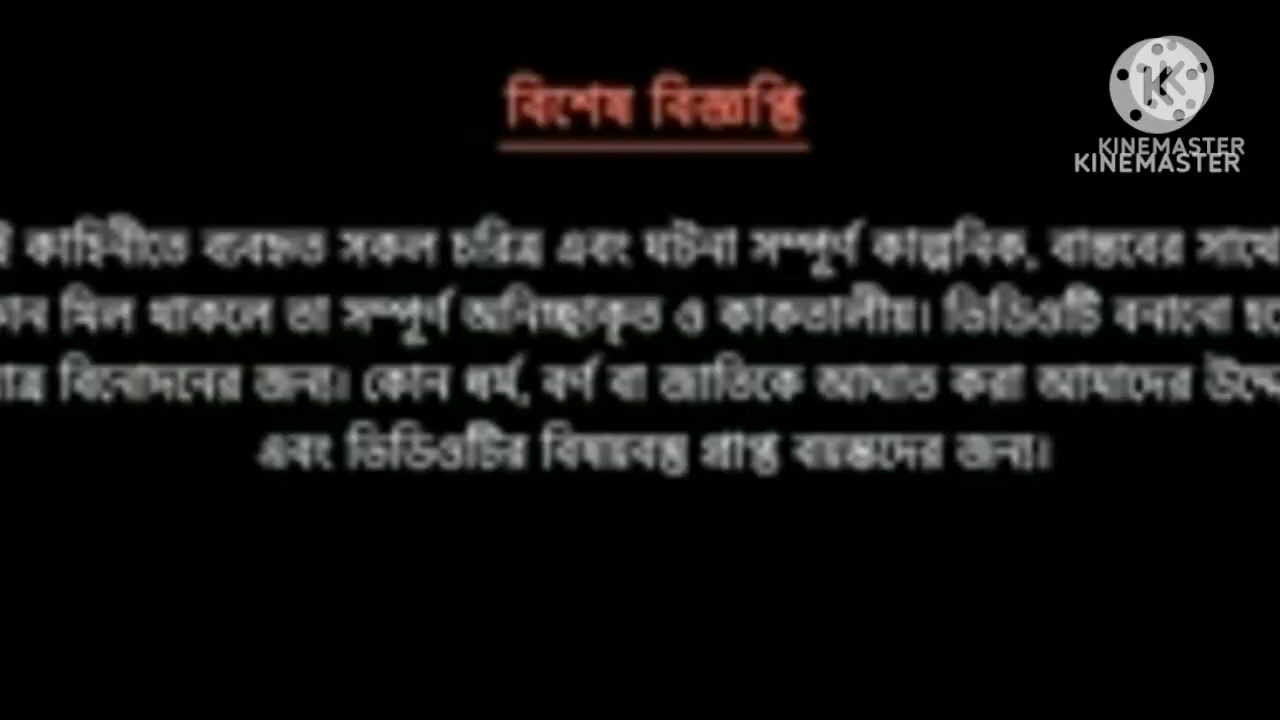 বিশেষ বিজ্ঞপ্তি
KINEMASTER
KINEMASTER
কাহিনীতে ব্যবহৃত সকল চরিত্র এবং ঘটনা সম্পূর্ণ কাল্পনিক, বাস্তবের সাথে
মিল থাকলে তা সম্পূর্ণ অনিচ্ছাকৃত ও কাকতালীয়। ভিডিওটি বনানো
বিনোদনের জন্য। কোন ধর্ম, বর্ণ বা জাতিকে আঘাত করা আমাদের
এবং ভিডিওটির বিষয়বস্তু প্রাপ্ত বয়স্কদের জন্য।